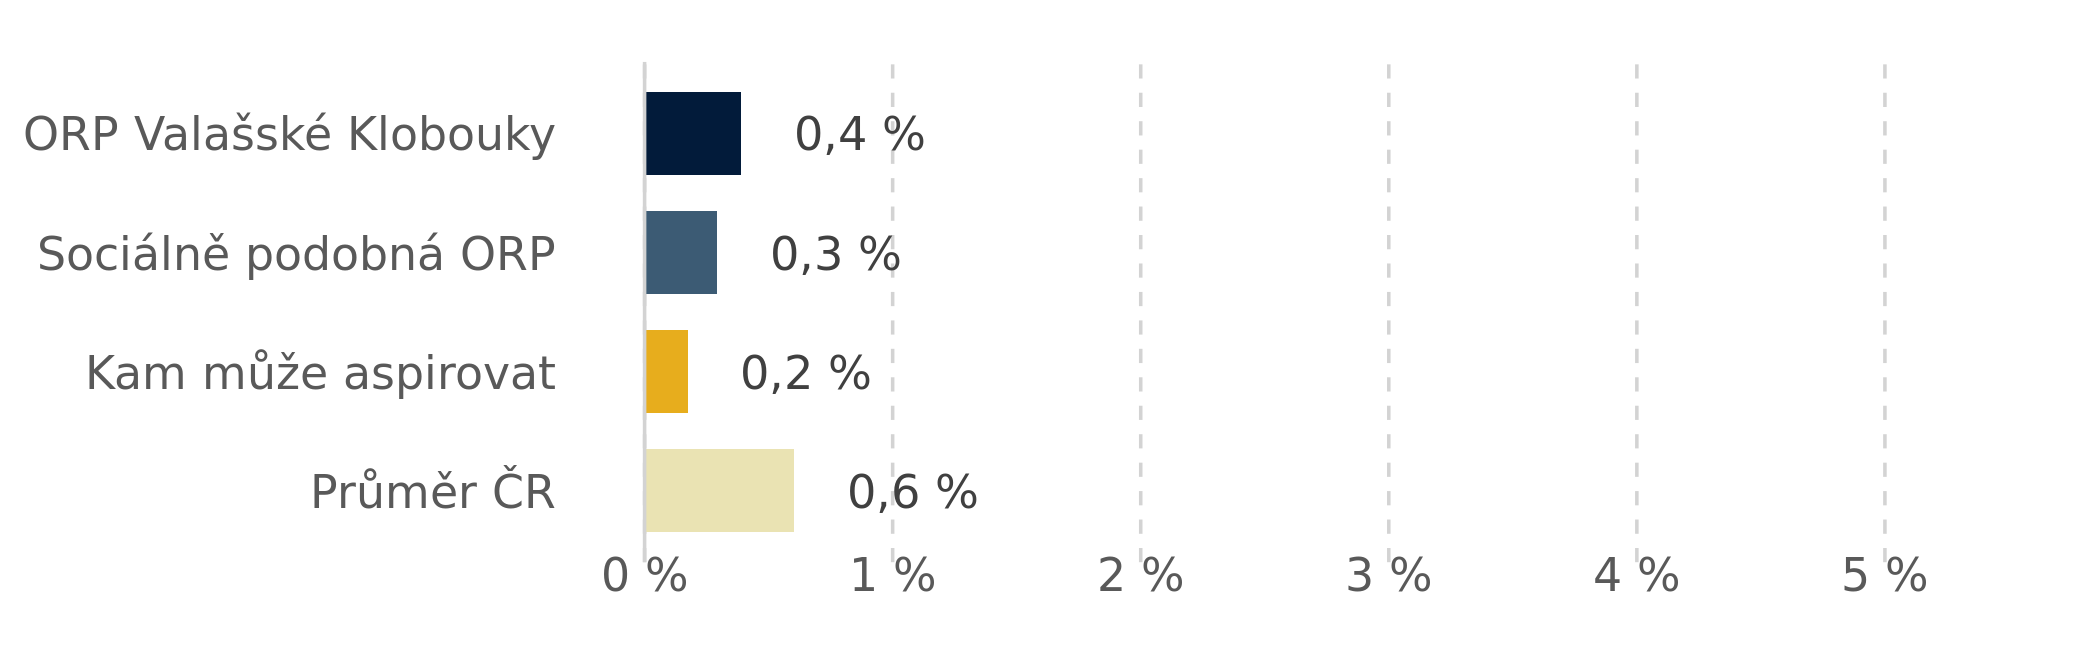 ORP Valašské Klobouky 0,4 %
Sociálně podobná ORP 0,3 %
Kam může aspirovat 0,2 %
Průměr ČR 0,6 %
0 % 1 % 2 % 3 % 4 % 5 %